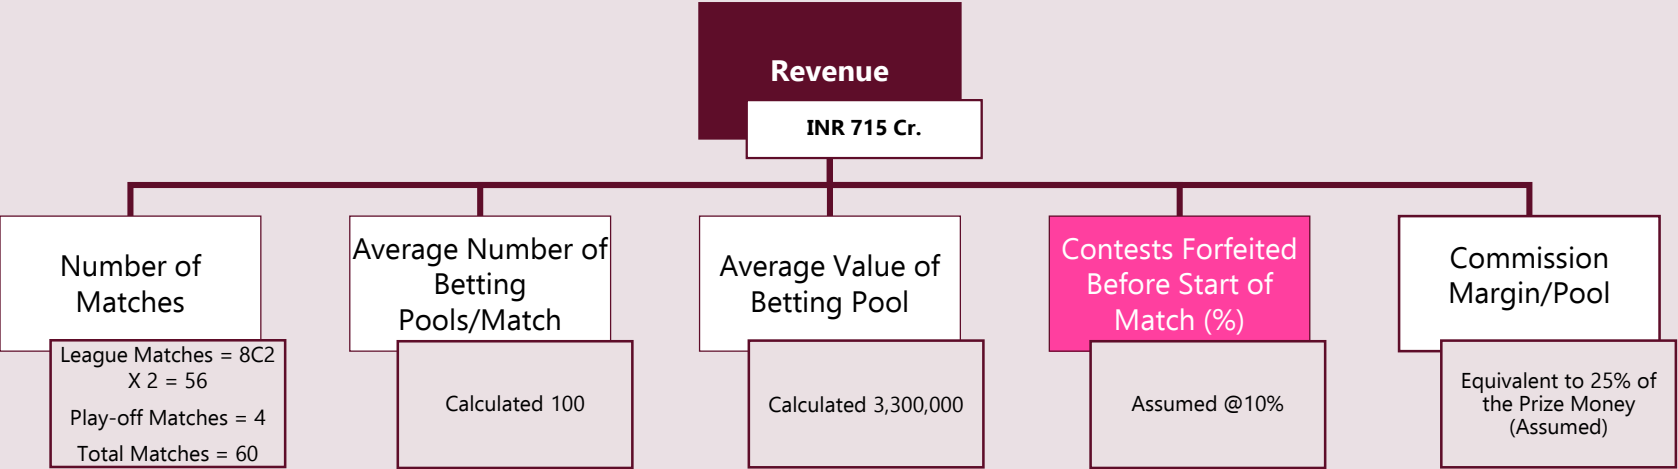 Revenue
INR 715 Cr.
Number of
Matches
League Matches = 8C2
X 2 = 56
Play-off Matches = 4
Total Matches = 60
Average Number of
Betting
Pools/Match
Calculated 100
Average Value of
Betting Pool
Calculated 3,300,000
Contests Forfeited
Before Start of
Match (%)
Assumed @10%
Commission
Margin/Pool
Equivalent to 25% of
the Prize Money
(Assumed)